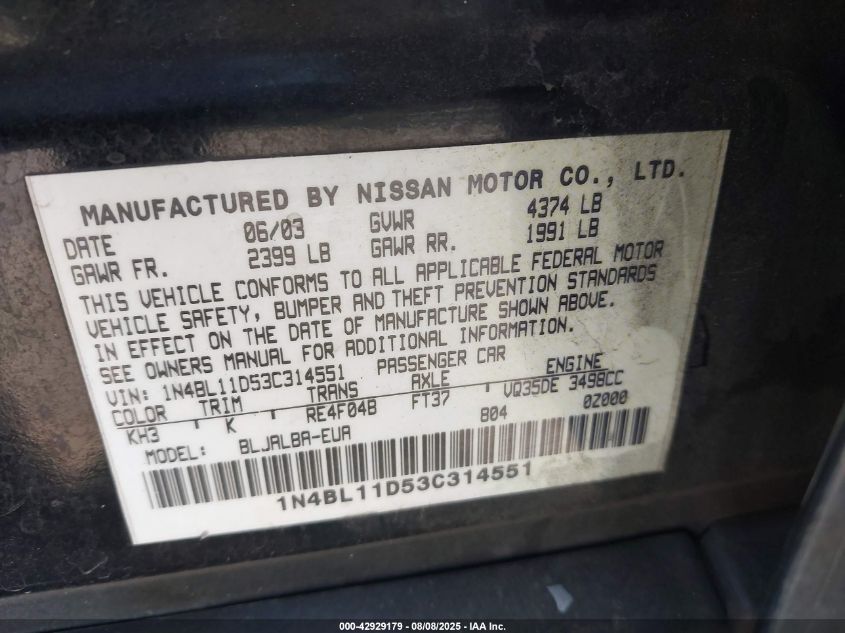 MANUFACTURED BY NISSAN MOTOR CO., LTD.
DATE 06/03 GVWR 4374 LB
GAWR FR. 2399 LB GAWR RR. 1991 LB
THIS VEHICLE CONFORMS TO ALL APPLICABLE FEDERAL MOTOR
VEHICLE SAFETY, BUMPER AND THEFT PREVENTION STANDARDS
IN EFFECT ON THE DATE OF MANUFACTURE SHOWN ABOVE.
SEE OWNERS MANUAL FOR ADDITIONAL INFORMATION.
VIN: 1N4BL11D53C314551 PASSENGER CAR
COLOR TRIM TRANS AXLE ENGINE
KH3 K RE4F04B FT37 VQ35DE 3498CC
MODEL: BLJALBA-EUA 804 0Z000
1N4BL11D53C314551
000-42929179 - 08/08/2025 - IAA Inc.